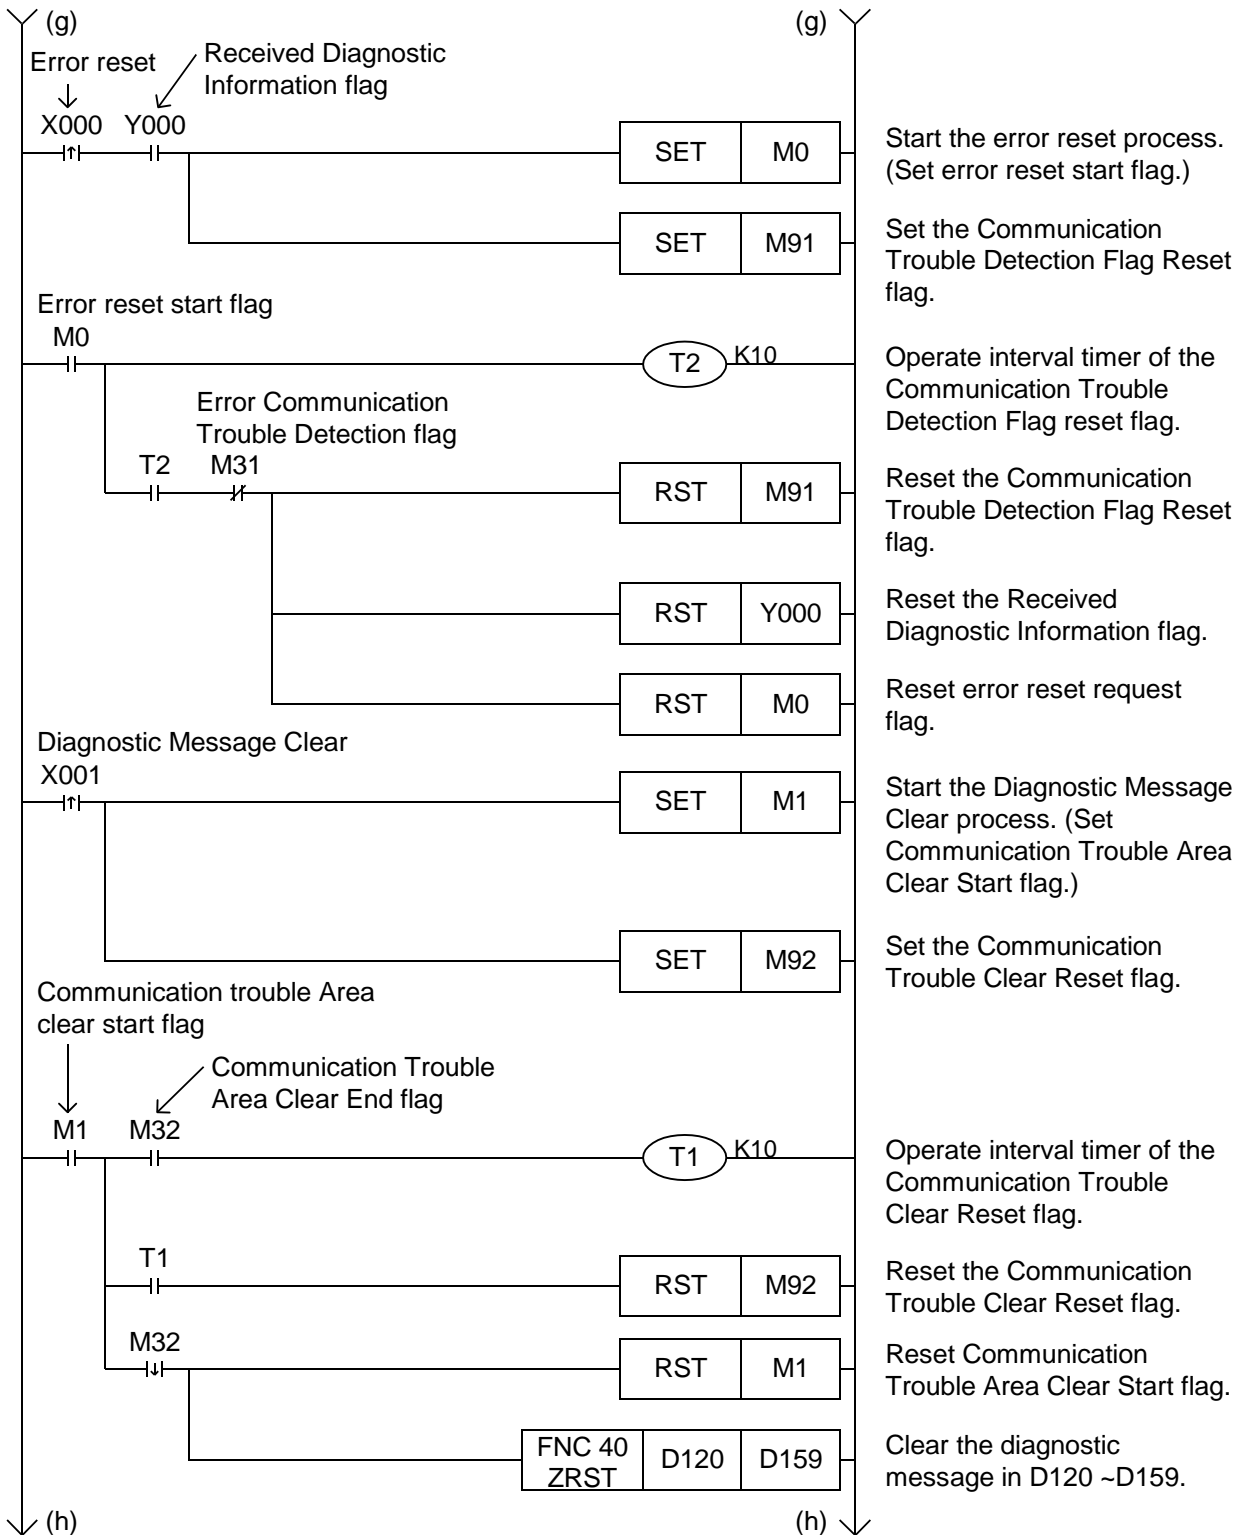 (g) (g)
Error reset
Received Diagnostic
Information flag
X000 Y000
SET M0
Start the error reset process.
(Set error reset start flag.)
SET M91
Set the Communication
Trouble Detection Flag Reset
flag.
Error reset start flag
M0
T2 K10
Operate interval timer of the
Communication Trouble
Detection Flag reset flag.
Error Communication
Trouble Detection flag
T2 M31
RST M91
Reset the Communication
Trouble Detection Flag Reset
flag.
RST Y000
Reset the Received
Diagnostic Information flag.
RST M0
Reset error reset request
flag.
Diagnostic Message Clear
X001
SET M1
Start the Diagnostic Message
Clear process. (Set
Communication Trouble Area
Clear Start flag.)
SET M92
Set the Communication
Trouble Clear Reset flag.
Communication trouble Area
clear start flag
Communication Trouble
Area Clear End flag
M1 M32
T1 K10
Operate interval timer of the
Communication Trouble
Clear Reset flag.
T1
RST M92
Reset the Communication
Trouble Clear Reset flag.
M32
RST M1
Reset Communication
Trouble Area Clear Start flag.
FNC 40
ZRST
D120 D159
Clear the diagnostic
message in D120 ~D159.
(h) (h)